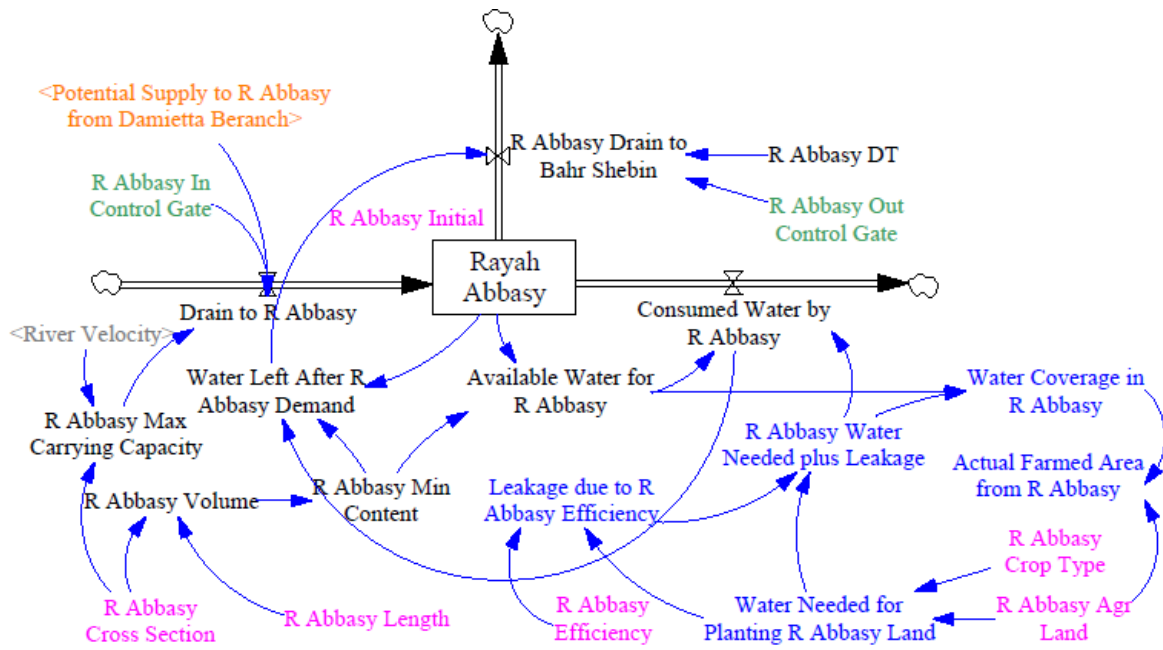 <Potential Supply to R Abbasy
from Damietta Beranch>
R Abbasy Drain to
Bahr Shebin
R Abbasy DT
R Abbasy In
Control Gate
R Abbasy Initial
R Abbasy Out
Control Gate
Rayah
Abbasy
Drain to R Abbasy
Consumed Water by
R Abbasy
<River Velocity>
Water Left After R
Abbasy Demand
Available Water for
R Abbasy
Water Coverage in
R Abbasy
R Abbasy Max
Carrying Capacity
R Abbasy Water
Needed plus Leakage
Actual Farmed Area
from R Abbasy
R Abbasy Volume
R Abbasy Min
Content
Leakage due to R
Abbasy Efficiency
R Abbasy
Crop Type
R Abbasy
Cross Section
R Abbasy Length
R Abbasy
Efficiency
Water Needed for
Planting R Abbasy Land
R Abbasy Agr
Land